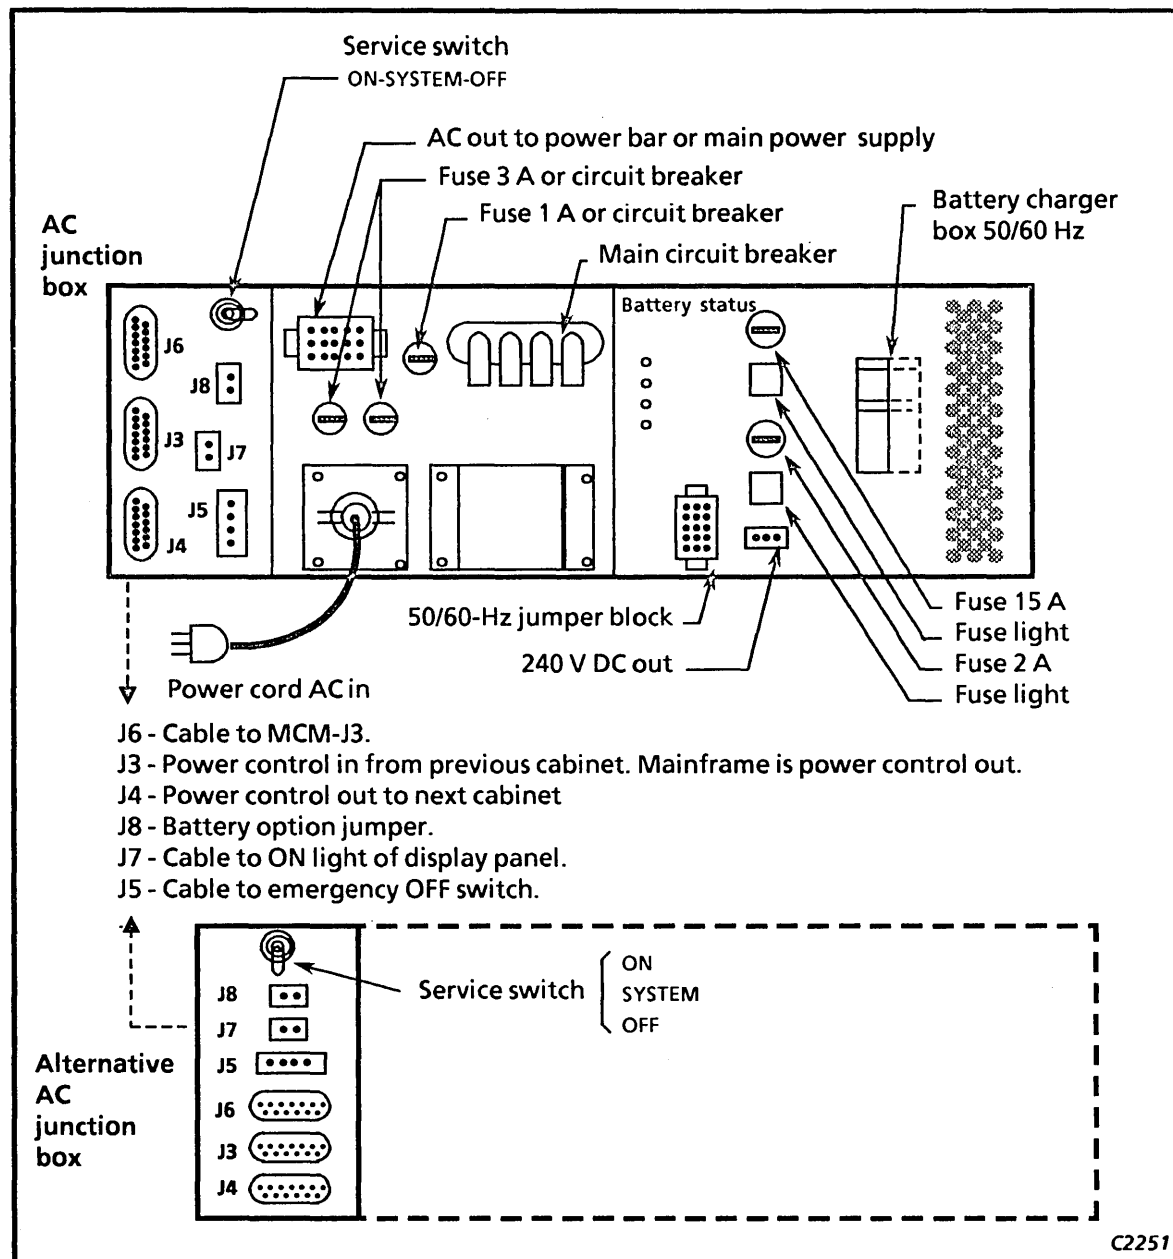 Service switch
ON-SYSTEM-OFF
AC out to power bar or main power supply
Fuse 3 A or circuit breaker
Fuse 1 A or circuit breaker
Main circuit breaker
Battery charger
box 50/60 Hz
AC
junction
box
Battery status
J6
J8
J3
J7
J5
J4
50/60-Hz jumper block
240 V DC out
Fuse 15 A
Fuse light
Fuse 2 A
Fuse light
Power cord AC in
J6 - Cable to MCM-J3.
J3 - Power control in from previous cabinet. Mainframe is power control out.
J4 - Power control out to next cabinet
J8 - Battery option jumper.
J7 - Cable to ON light of display panel.
J5 - Cable to emergency OFF switch.
Service switch
ON
SYSTEM
OFF
J8
J7
J5
J6
J3
J4
Alternative
AC
junction
box
C2251